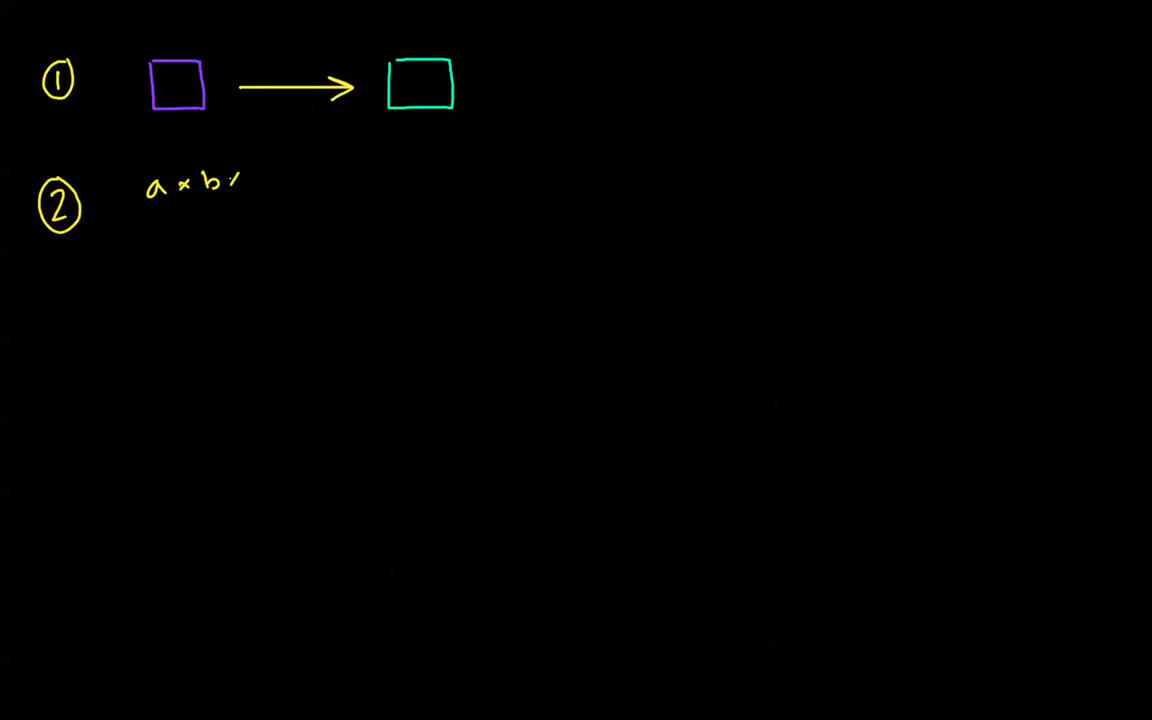 ①
② a × b